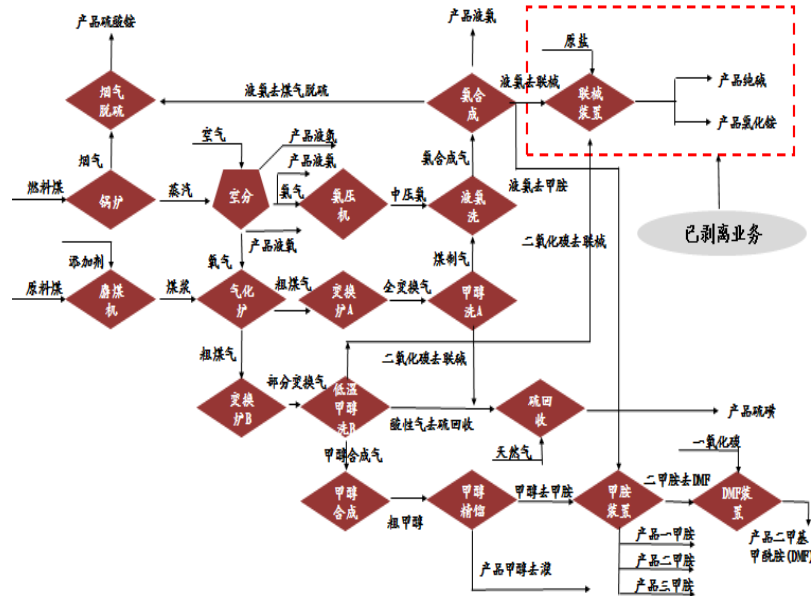 产品硫酸铵
产品液氨
原盐
烟气
脱硫
液氨去煤气脱硫
氨合
成
液氨去联碱
联碱
装置
产品纯碱
产品氯化铵
烟气
空气
产品液氩
产品液氮
氨合成气
液氨去甲胺
燃料煤
锅炉
蒸汽
空分
氮气
氮压
机
中压氮
液氮
洗
二氧化碳去联碱
已剥离业务
添加剂
氧气
产品液氧
煤制气
原料煤
磨煤
机
煤浆
气化
炉
粗煤气
变换
炉A
全变换气
甲醇
洗A
粗煤气
二氧化碳去联碱
变换
炉B
部分变换气
低温
甲醇
洗B
酸性气去硫回收
硫回
收
产品硫磺
甲醇合成气
天然气
一氧化碳
甲醇
合成
粗甲醇
甲醇
精馏
甲醇去甲胺
甲胺
装置
二甲胺去DMF
DMF装
置
产品一甲胺
产品二甲胺
产品三甲胺
产品二甲基
甲酰胺(DMF)
产品甲醇去灌